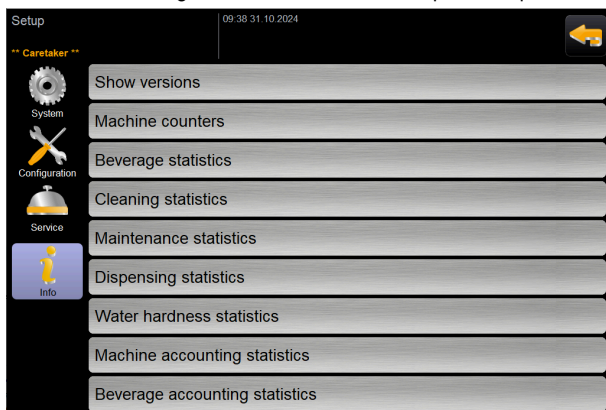 Setup
09:38 31.10.2024
** Caretaker **
System
Configuration
Service
Info
Show versions
Machine counters
Beverage statistics
Cleaning statistics
Maintenance statistics
Dispensing statistics
Water hardness statistics
Machine accounting statistics
Beverage accounting statistics